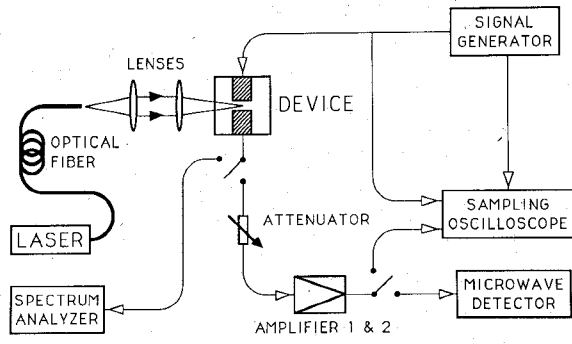 SIGNAL
GENERATOR
LENSES
DEVICE
OPTICAL
FIBER
LASER
ATTENUATOR
SAMPLING
OSCILLOSCOPE
SPECTRUM
ANALYZER
MICROWAVE
DETECTOR
AMPLIFIER 1 & 2